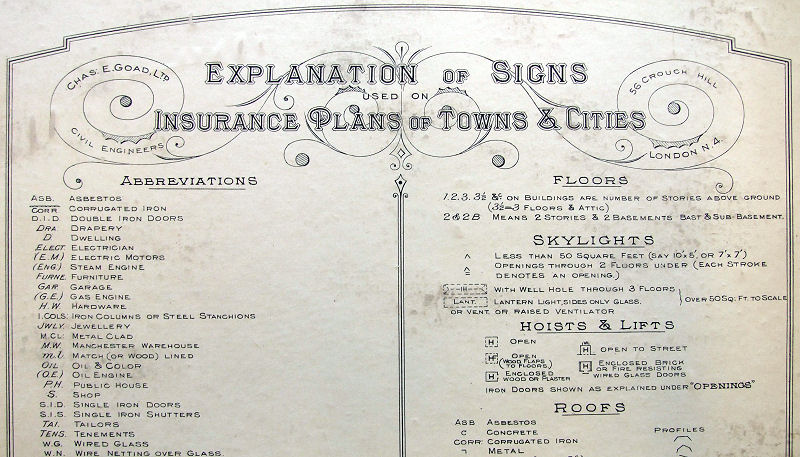 CHAS. E. GOAD, LTD
CIVIL ENGINEERS
EXPLANATION OF SIGNS
USED ON
INSURANCE PLANS OF TOWNS & CITIES
56 CROUCH HILL
LONDON N.4.
ABBREVIATIONS
ASB. ASBESTOS
CORR CORRUGATED IRON
D.I.D DOUBLE IRON DOORS
DRA. DRAPERY
D. DWELLING
ELECT. ELECTRICIAN
(E.M.) ELECTRIC MOTORS
(ENG.) STEAM ENGINE
FURNE. FURNITURE
GAR. GARAGE
(G.E.) GAS ENGINE
H.W. HARDWARE
I.COLS: IRON COLUMNS OR STEEL STANCHIONS
JWLY. JEWELLERY
M.CL: METAL CLAD
M.W. MANCHESTER WAREHOUSE
m.l. MATCH (OR WOOD) LINED
OIL OIL & COLOR
(O.E.) OIL ENGINE
P.H. PUBLIC HOUSE
S. SHOP
S.I.D. SINGLE IRON DOORS
S.I.S. SINGLE IRON SHUTTERS
TAI. TAILORS
TENS. TENEMENTS
W.G. WIRED GLASS
W.N. WIRE NETTING OVER GLASS.
FLOORS
1.2.3.3½ &c. ON BUILDINGS ARE NUMBER OF STORIES ABOVE GROUND
(3½=3 FLOORS & ATTIC)
2 & 2B MEANS 2 STORIES & 2 BASEMENTS BAST & SUB-BASEMENT.
SKYLIGHTS
LESS THAN 50 SQUARE FEET (SAY 10'x5', OR 7'x7')
OPENINGS THROUGH 2 FLOORS UNDER (EACH STROKE
DENOTES AN OPENING.)
WITH WELL HOLE THROUGH 3 FLOORS
LANT. LANTERN LIGHT, SIDES ONLY GLASS.
OVER 50 SQ. FT. TO SCALE
OR VENT. OR RAISED VENTILATOR
HOISTS & LIFTS
H OPEN
H OPEN TO STREET
H OPEN
(WOOD FLAPS
TO FLOORS)
H ENCLOSED BRICK
OR FIRE RESISTING
WIRED GLASS DOORS
H ENCLOSED
WOOD OR PLASTER
IRON DOORS SHOWN AS EXPLAINED UNDER "OPENINGS"
ROOFS
ASB ASBESTOS
C CONCRETE
CORR: CORRUGATED IRON
METAL
PROFILES